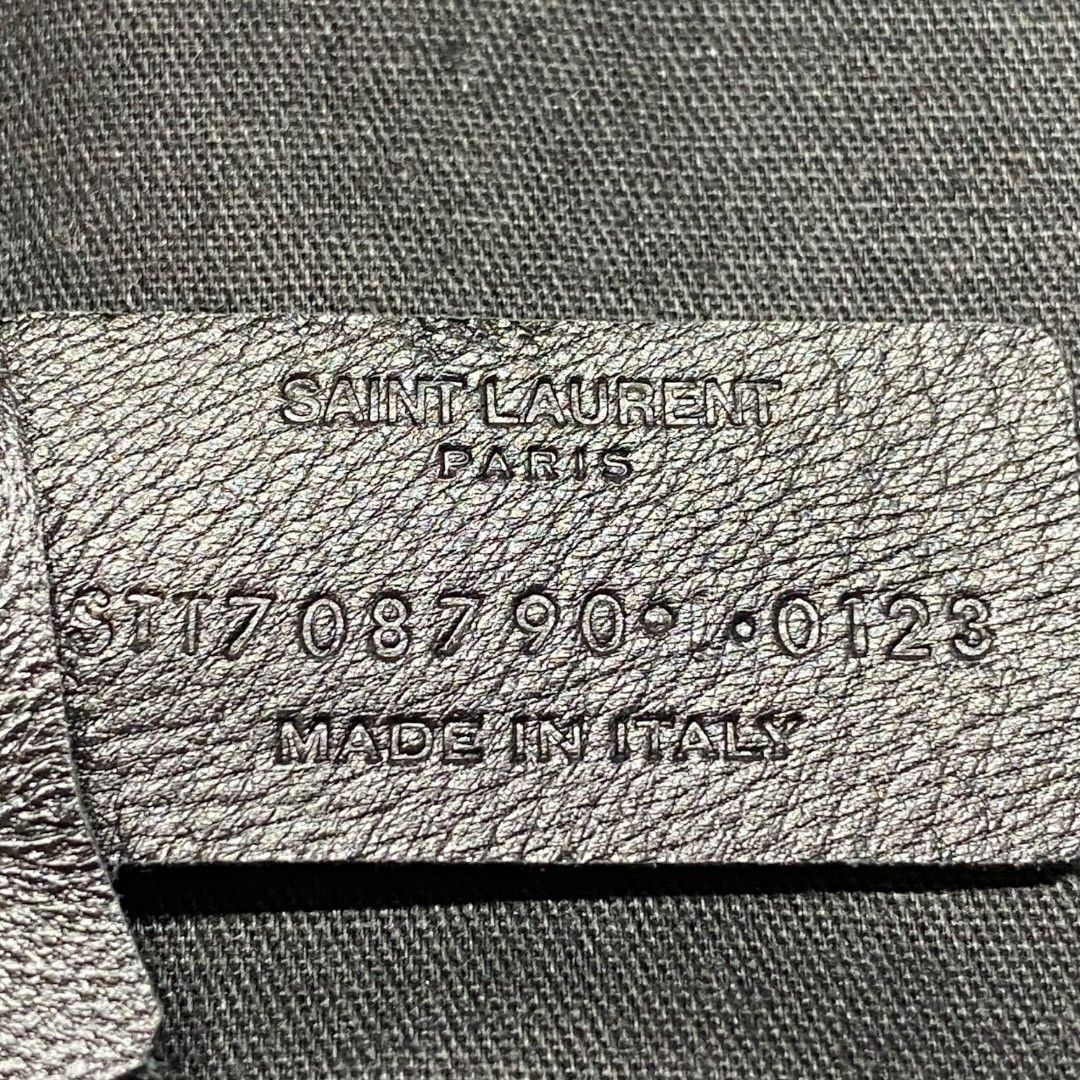 SAINT LAURENT
PARIS
STT708790•1•0123
MADE IN ITALY